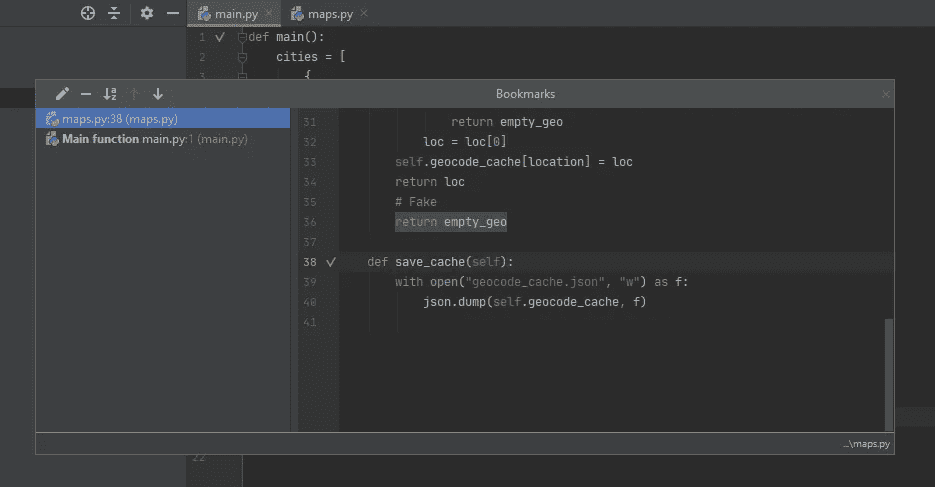 main.py maps.py
1 def main():
2 cities = [
3 {
Bookmarks
maps.py:38 (maps.py)
Main function main.py:1 (main.py)
31 return empty_geo
32 loc = loc[0]
33 self.geocode_cache[location] = loc
34 return loc
35 # Fake
36 return empty_geo
37
38 def save_cache(self):
39 with open("geocode_cache.json", "w") as f:
40 json.dump(self.geocode_cache, f)
41
..\maps.py
22